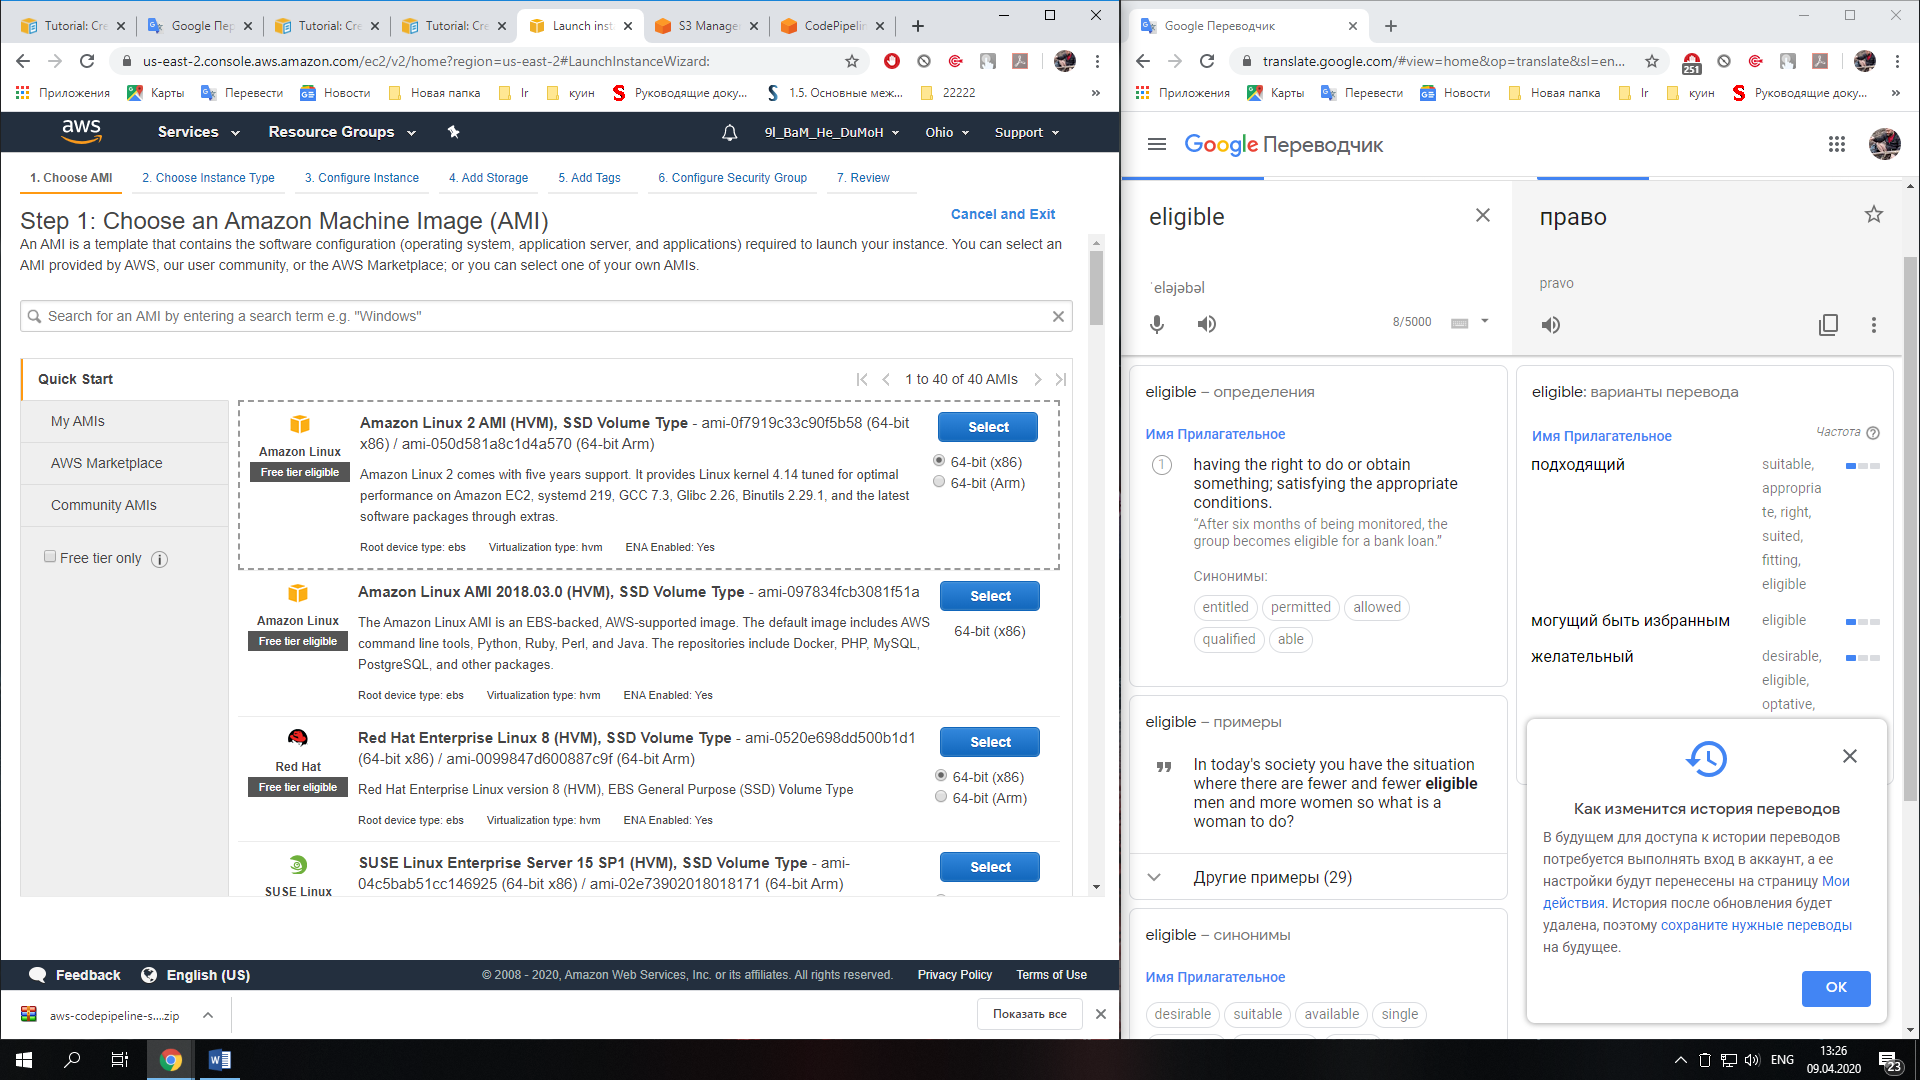 Tutorial: Cre
Google Пер
Tutorial: Cre
Tutorial: Cre
Launch inst
S3 Manage
CodePipelin
us-east-2.console.aws.amazon.com/ec2/v2/home?region=us-east-2#LaunchInstanceWizard:
Приложения
Карты
Перевести
Новости
Новая папка
Ir
куин
Руководящие доку...
1.5. Основные меж...
22222
aws
Services
Resource Groups
9l_BaM_He_DuMoH
Ohio
Support
1. Choose AMI
2. Choose Instance Type
3. Configure Instance
4. Add Storage
5. Add Tags
6. Configure Security Group
7. Review
Step 1: Choose an Amazon Machine Image (AMI)
Cancel and Exit
An AMI is a template that contains the software configuration (operating system, application server, and applications) required to launch your instance. You can select an
AMI provided by AWS, our user community, or the AWS Marketplace; or you can select one of your own AMIs.
Search for an AMI by entering a search term e.g. "Windows"
Quick Start
My AMIs
AWS Marketplace
Community AMIs
Free tier only
1 to 40 of 40 AMIs
Amazon Linux
Free tier eligible
Amazon Linux 2 AMI (HVM), SSD Volume Type - ami-0f7919c33c90f5b58 (64-bit
x86) / ami-050d581a8c1d4a570 (64-bit Arm)
Amazon Linux 2 comes with five years support. It provides Linux kernel 4.14 tuned for optimal
performance on Amazon EC2, systemd 219, GCC 7.3, Glibc 2.26, Binutils 2.29.1, and the latest
software packages through extras.
Root device type: ebs Virtualization type: hvm ENA Enabled: Yes
Select
64-bit (x86)
64-bit (Arm)
Amazon Linux
Free tier eligible
Amazon Linux AMI 2018.03.0 (HVM), SSD Volume Type - ami-097834fcb3081f51a
The Amazon Linux AMI is an EBS-backed, AWS-supported image. The default image includes AWS
command line tools, Python, Ruby, Perl, and Java. The repositories include Docker, PHP, MySQL,
PostgreSQL, and other packages.
Root device type: ebs Virtualization type: hvm ENA Enabled: Yes
Select
64-bit (x86)
Red Hat
Free tier eligible
Red Hat Enterprise Linux 8 (HVM), SSD Volume Type - ami-0520e698dd500b1d1
(64-bit x86) / ami-0099847d600887c9f (64-bit Arm)
Red Hat Enterprise Linux version 8 (HVM), EBS General Purpose (SSD) Volume Type
Root device type: ebs Virtualization type: hvm ENA Enabled: Yes
Select
64-bit (x86)
64-bit (Arm)
SUSE Linux
SUSE Linux Enterprise Server 15 SP1 (HVM), SSD Volume Type - ami-
04c5bab51cc146925 (64-bit x86) / ami-02e73902018018171 (64-bit Arm)
Select
Feedback
English (US)
© 2008 - 2020, Amazon Web Services, Inc. or its affiliates. All rights reserved.
Privacy Policy
Terms of Use
aws-codepipeline-s....zip
Показать все
Google Переводчик
translate.google.com/#view=home&op=translate&sl=en...
251
Приложения
Карты
Перевести
Новости
Новая папка
Ir
куин
Руководящие доку...
Google Переводчик
eligible
ˈeləjəbəl
8/5000
право
pravo
eligible – определения
Имя Прилагательное
1
having the right to do or obtain
something; satisfying the appropriate
conditions.
“After six months of being monitored, the
group becomes eligible for a bank loan.”
Синонимы:
entitled
permitted
allowed
qualified
able
eligible – примеры
In today's society you have the situation
where there are fewer and fewer eligible
men and more women so what is a
woman to do?
Другие примеры (29)
eligible – синонимы
Имя Прилагательное
desirable
suitable
available
single
eligible: варианты перевода
Имя Прилагательное
Частота
подходящий
suitable,
appropria
te, right,
suited,
fitting,
eligible
могущий быть избранным
eligible
желательный
desirable,
eligible,
optative,
Как изменится история переводов
В будущем для доступа к истории переводов
потребуется выполнять вход в аккаунт, а ее
настройки будут перенесены на страницу Мои
действия. История после обновления будет
удалена, поэтому сохраните нужные переводы
на будущее.
OK
ENG
13:26
09.04.2020
23